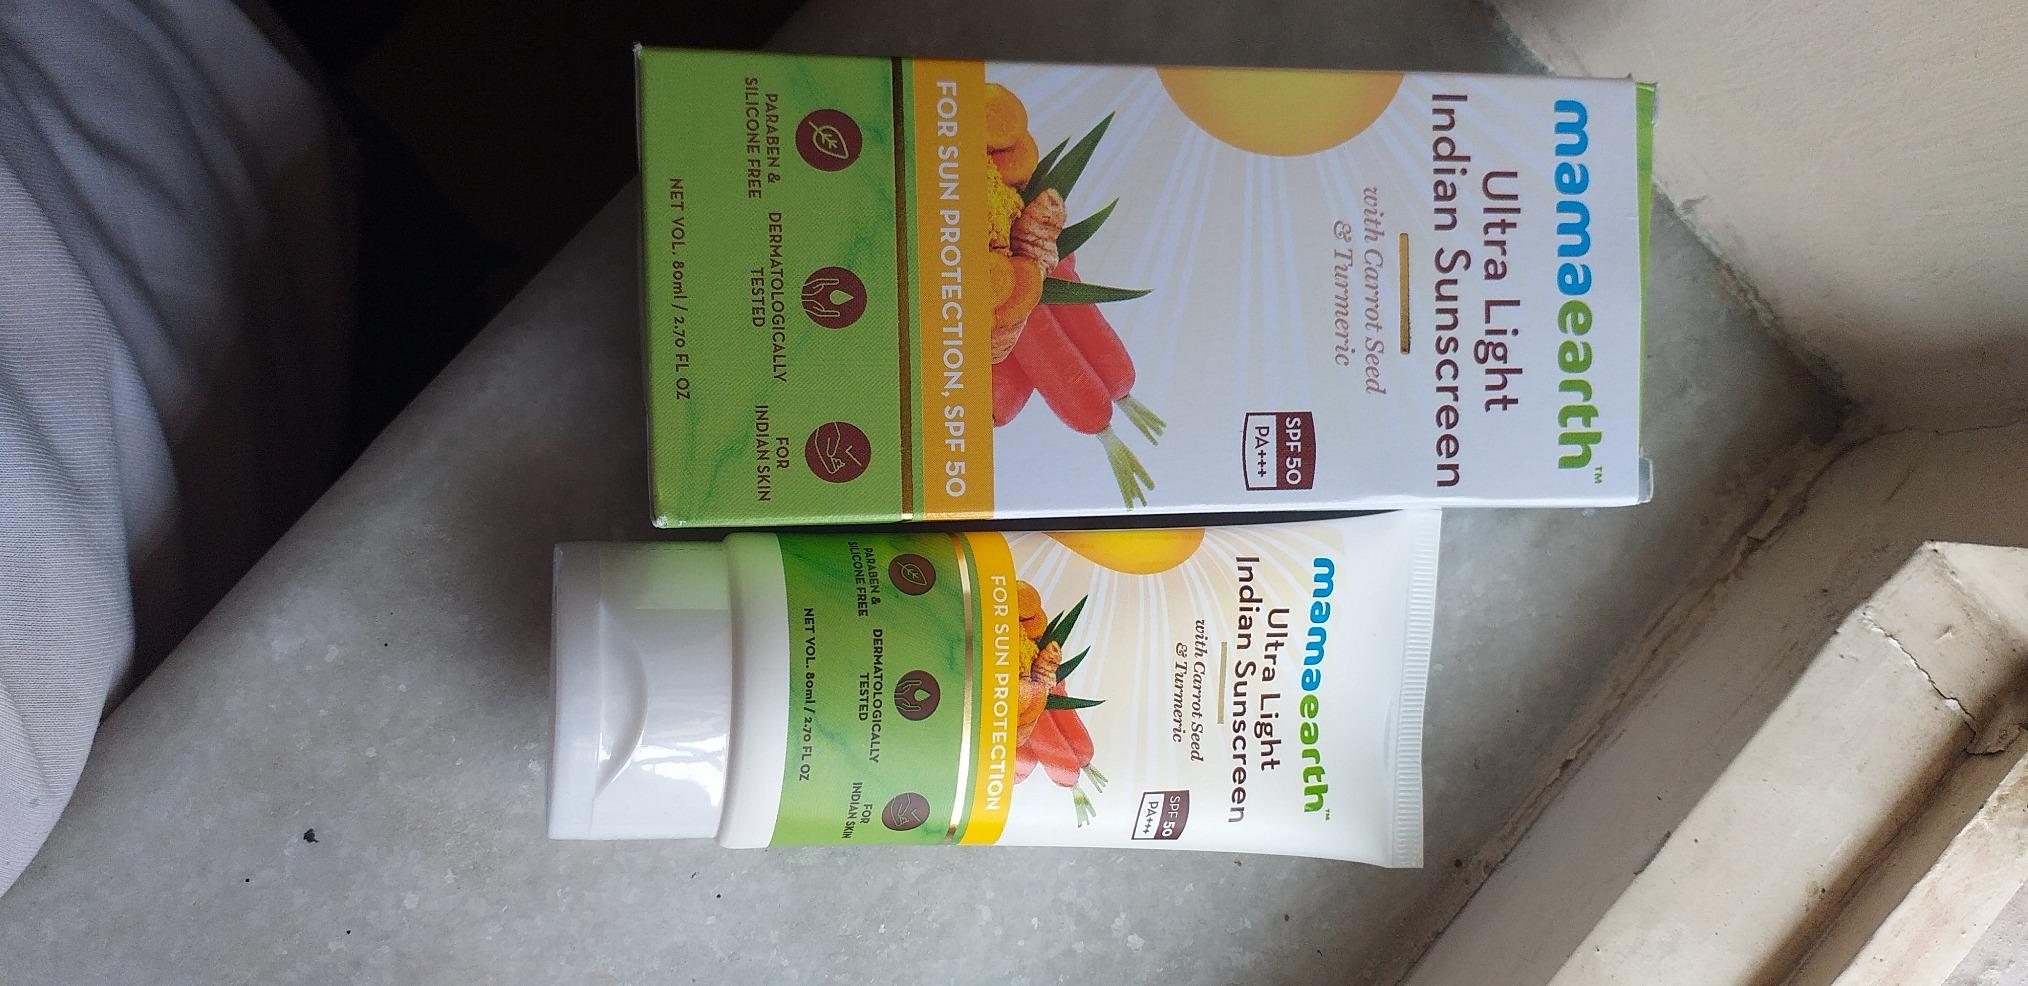 mamaearth™
Ultra Light
Indian Sunscreen
with Carrot Seed
& Turmeric
SPF 50
PA+++
FOR SUN PROTECTION, SPF 50
PARABEN &
SILICONE FREE
DERMATOLOGICALLY
TESTED
FOR
INDIAN SKIN
NET VOL. 80ml / 2.70 FL OZ
mamaearth™
Ultra Light
Indian Sunscreen
with Carrot Seed
& Turmeric
SPF 50
PA+++
FOR SUN PROTECTION
PARABEN &
SILICONE FREE
DERMATOLOGICALLY
TESTED
FOR
INDIAN SKIN
NET VOL. 80ml / 2.70 FL OZ